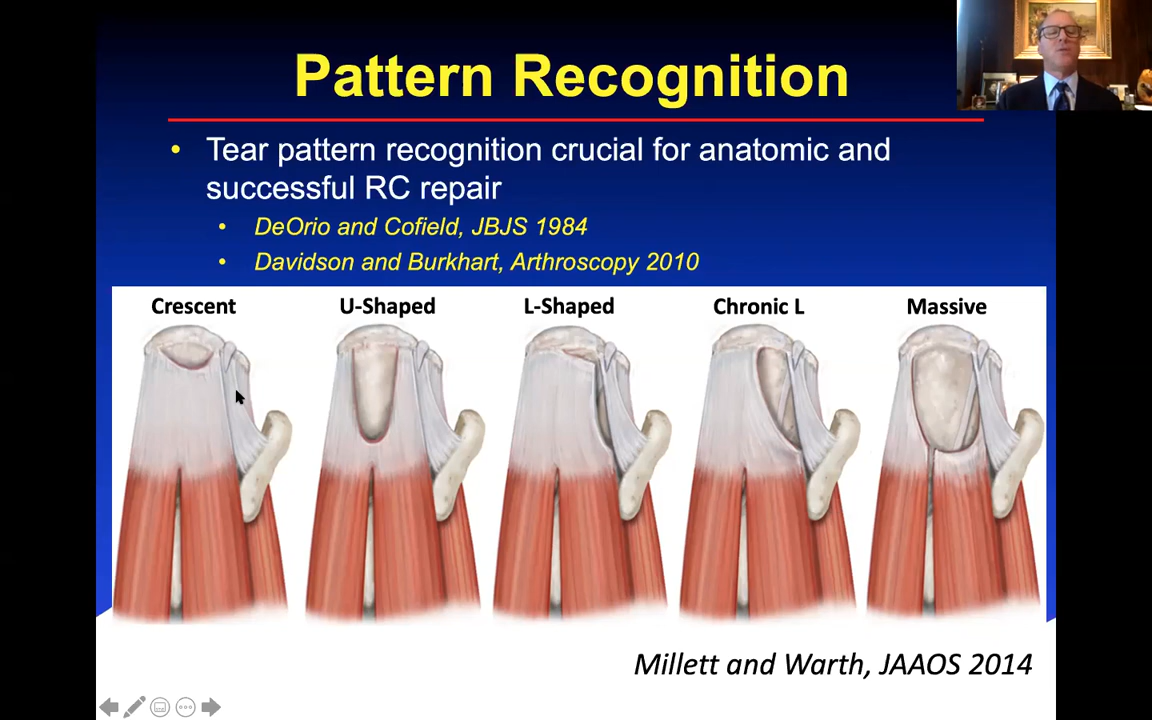 Pattern Recognition
• Tear pattern recognition crucial for anatomic and
successful RC repair
• DeOrio and Cofield, JBJS 1984
• Davidson and Burkhart, Arthroscopy 2010
Crescent U-Shaped L-Shaped Chronic L Massive
Millett and Warth, JAAOS 2014